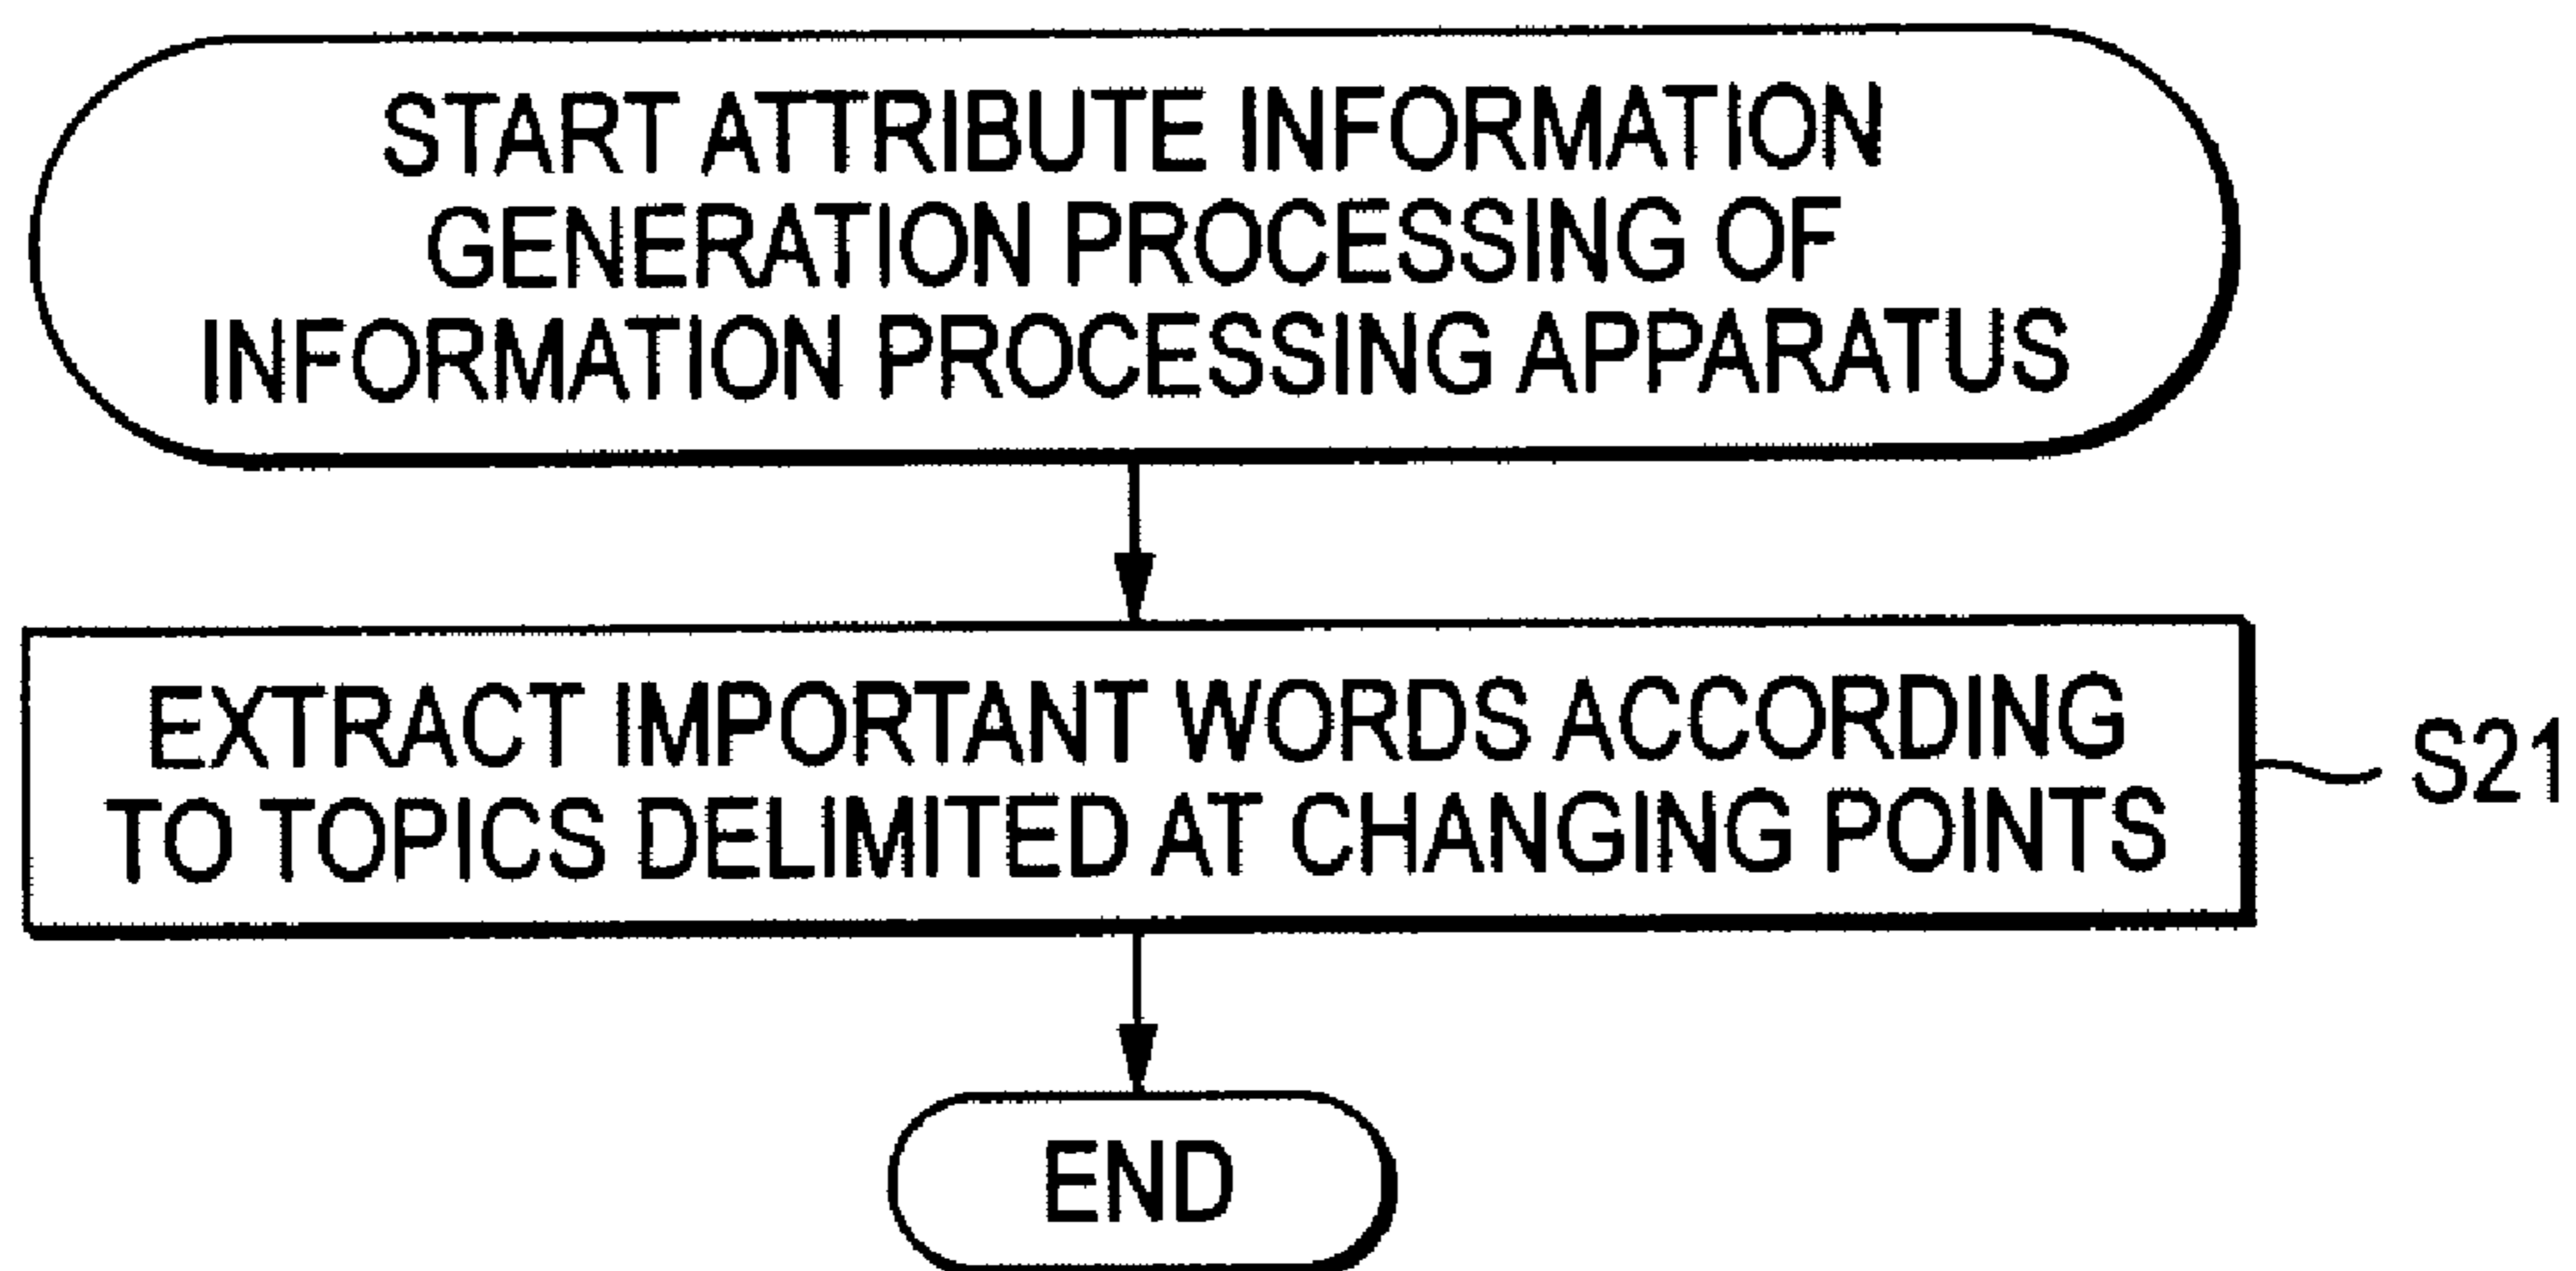 START ATTRIBUTE INFORMATION
GENERATION PROCESSING OF
INFORMATION PROCESSING APPARATUS
EXTRACT IMPORTANT WORDS ACCORDING
TO TOPICS DELIMITED AT CHANGING POINTS
S21
END